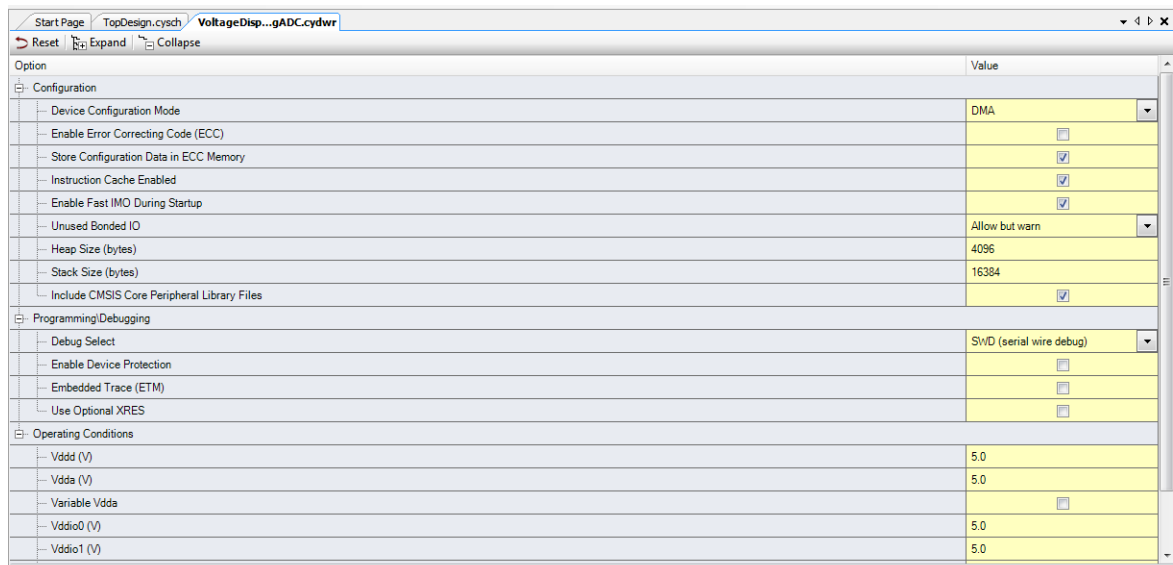 Start Page TopDesign.cysch VoltageDisp...gADC.cydwr
Reset Expand Collapse
Option Value
Configuration
Device Configuration Mode DMA
Enable Error Correcting Code (ECC)
Store Configuration Data in ECC Memory
Instruction Cache Enabled
Enable Fast IMO During Startup
Unused Bonded IO Allow but warn
Heap Size (bytes) 4096
Stack Size (bytes) 16384
Include CMSIS Core Peripheral Library Files
Programming\Debugging
Debug Select SWD (serial wire debug)
Enable Device Protection
Embedded Trace (ETM)
Use Optional XRES
Operating Conditions
Vddd (V) 5.0
Vdda (V) 5.0
Variable Vdda
Vddio0 (V) 5.0
Vddio1 (V) 5.0